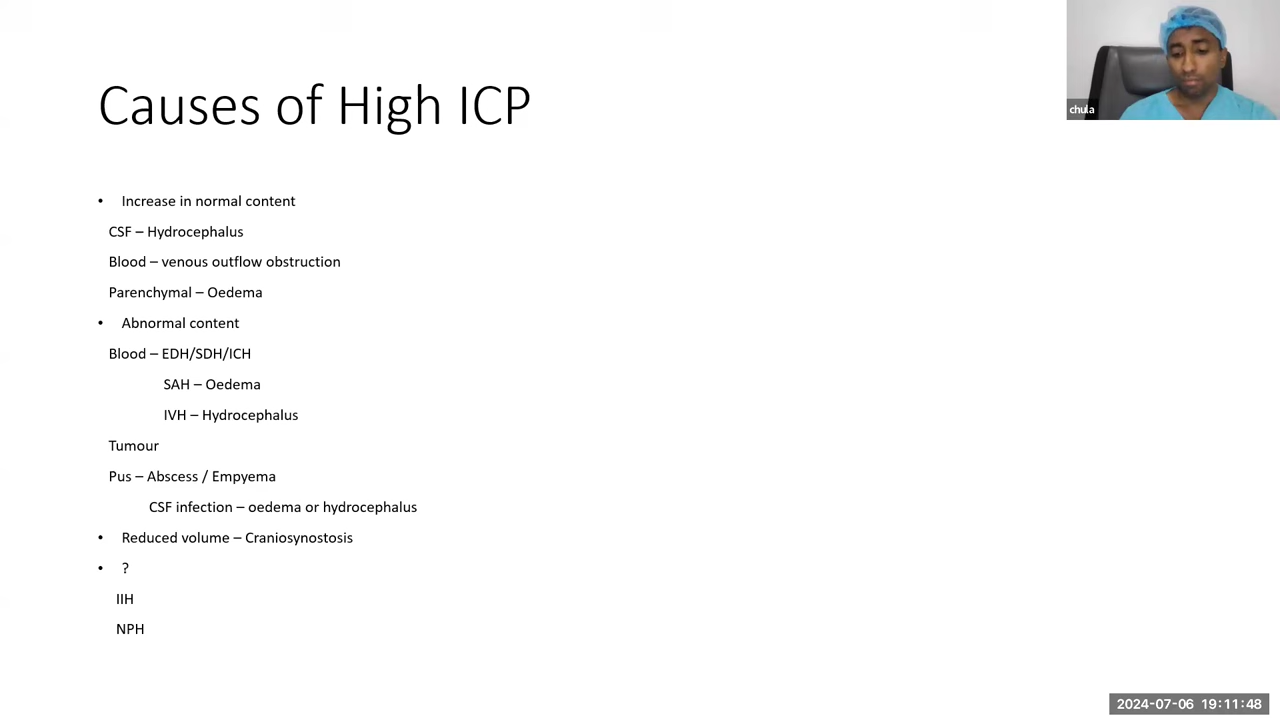 Causes of High ICP
chula
• Increase in normal content
CSF – Hydrocephalus
Blood – venous outflow obstruction
Parenchymal – Oedema
• Abnormal content
Blood – EDH/SDH/ICH
SAH – Oedema
IVH – Hydrocephalus
Tumour
Pus – Abscess / Empyema
CSF infection – oedema or hydrocephalus
• Reduced volume – Craniosynostosis
• ?
IIH
NPH
2024-07-06 19:11:48